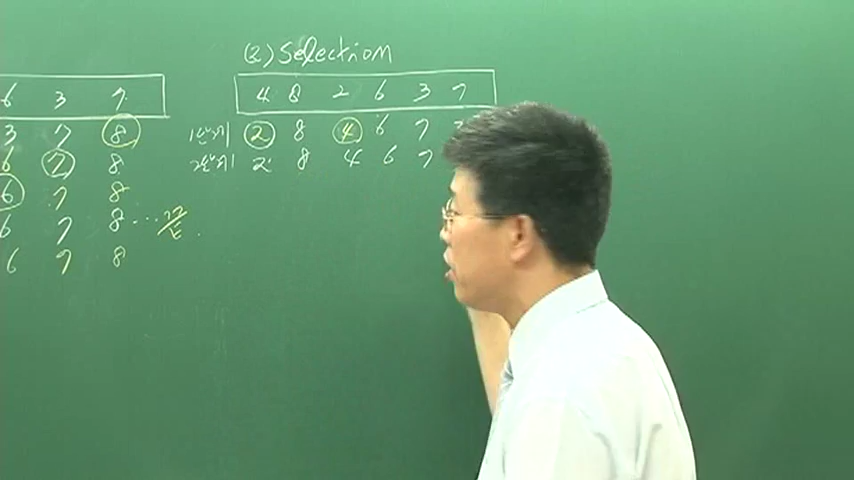 (2) Selection
6 3 7
4 8 2 6 3 7
3 7 8
1단계 2 8 4 6 7
6 7 8
2단계 2 8 4 6 7
6 7 8
6 7 8 ...
6 7 8